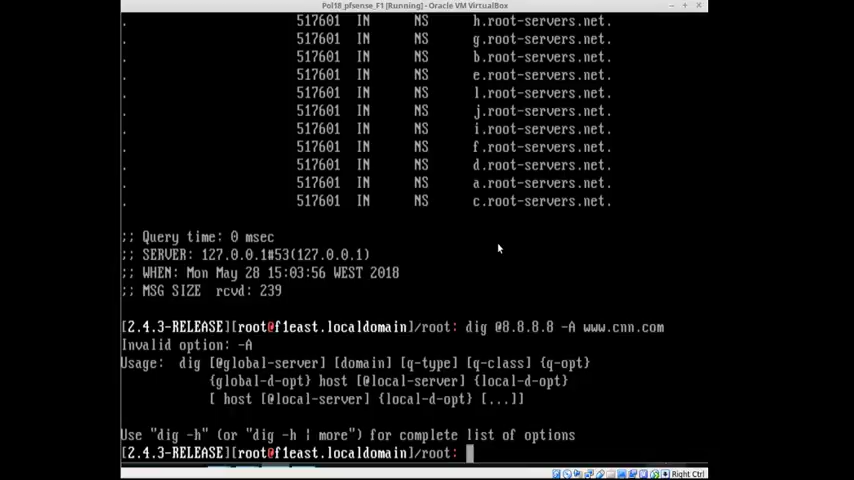 Pol18_pfsense_F1 [Running] - Oracle VM VirtualBox
. 517601 IN NS h.root-servers.net.
. 517601 IN NS g.root-servers.net.
. 517601 IN NS b.root-servers.net.
. 517601 IN NS e.root-servers.net.
. 517601 IN NS l.root-servers.net.
. 517601 IN NS j.root-servers.net.
. 517601 IN NS i.root-servers.net.
. 517601 IN NS f.root-servers.net.
. 517601 IN NS d.root-servers.net.
. 517601 IN NS a.root-servers.net.
. 517601 IN NS c.root-servers.net.
;; Query time: 0 msec
;; SERVER: 127.0.0.1#53(127.0.0.1)
;; WHEN: Mon May 28 15:03:56 WEST 2018
;; MSG SIZE rcvd: 239
[2.4.3-RELEASE][root@f1east.localdomain]/root: dig @8.8.8.8 -A www.cnn.com
Invalid option: -A
Usage: dig [@global-server] [domain] [q-type] [q-class] {q-opt}
{global-d-opt} host [@local-server] {local-d-opt}
[ host [@local-server] {local-d-opt} [...]]
Use "dig -h" (or "dig -h | more") for complete list of options
[2.4.3-RELEASE][root@f1east.localdomain]/root:
Right Ctrl